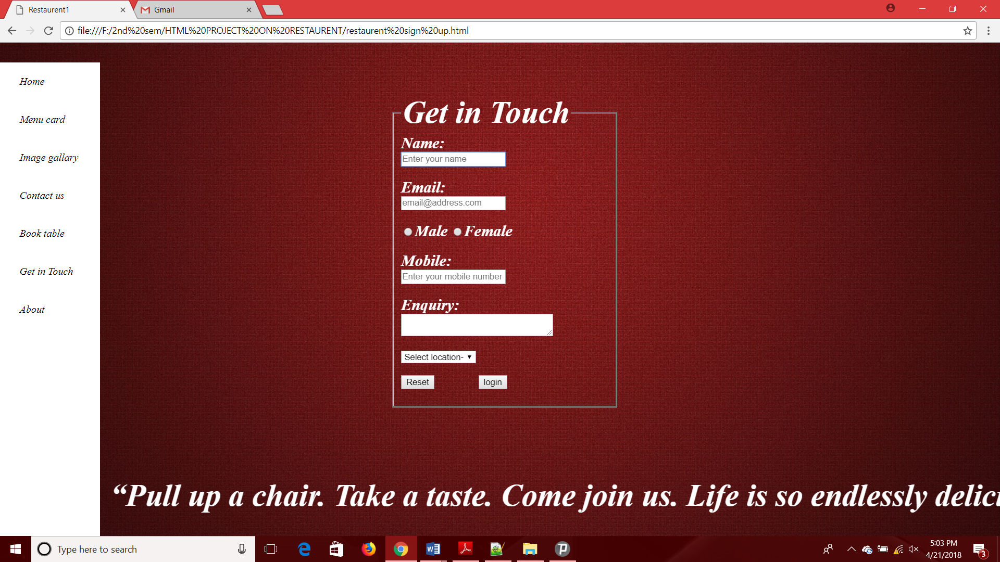 Restaurent1
Gmail
file:///F:/2nd%20sem/HTML%20PROJECT%20ON%20RESTAURENT/restaurent%20sign%20up.html
Home
Menu card
Image gallary
Contact us
Book table
Get in Touch
About
Get in Touch
Name:
Enter your name
Email:
email@address.com
Male Female
Mobile:
Enter your mobile number
Enquiry:
Select location-
Reset login
“Pull up a chair. Take a taste. Come join us. Life is so endlessly delici
Type here to search
5:03 PM
4/21/2018
3